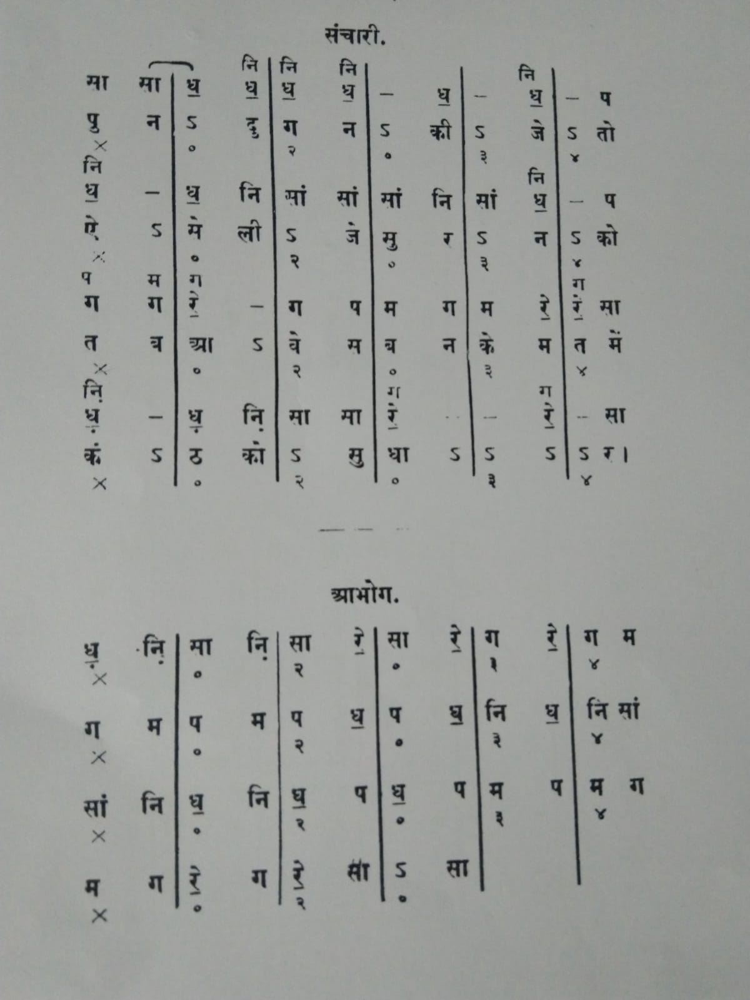 संचारी.
नि नि नि नि
सा सा ध॒ ध॒ ध॒ ध॒ – ध॒ – ध॒ – प
पु न ऽ दु ग न ऽ की ऽ जे ऽ तो
× ० २ ० ३ ४
नि नि
ध॒ – ध॒ नि सां सां सां नि सां ध॒ – प
ऐ ऽ से ली ऽ जे सु र ऽ न ऽ को
× ० २ ० ३ ४
प म ग ग
ग ग रे॒ – ग प म ग म रे॒ रे॒ सा
त ब आ ऽ वे स ब न के म त में
× ० २ ० ३ ४
नि़ ग ग
ध़॒ – ध़॒ नि़ सा सा रे॒ – – रे॒ – सा
कं ऽ ठ को ऽ सु धा ऽ ऽ ऽ ऽ र।
× ० २ ० ३ ४
आभोग.
ध़॒ नि़ सा नि़ सा रे॒ सा रे॒ ग रे॒ ग म
× ० २ ० ३ ४
ग म प म प ध॒ प ध॒ नि ध॒ नि सां
× ० २ ० ३ ४
सां नि ध॒ नि ध॒ प ध॒ प म प म ग
× ० २ ० ३ ४
म ग रे॒ ग रे॒ सा ऽ सा
× ० २ ०